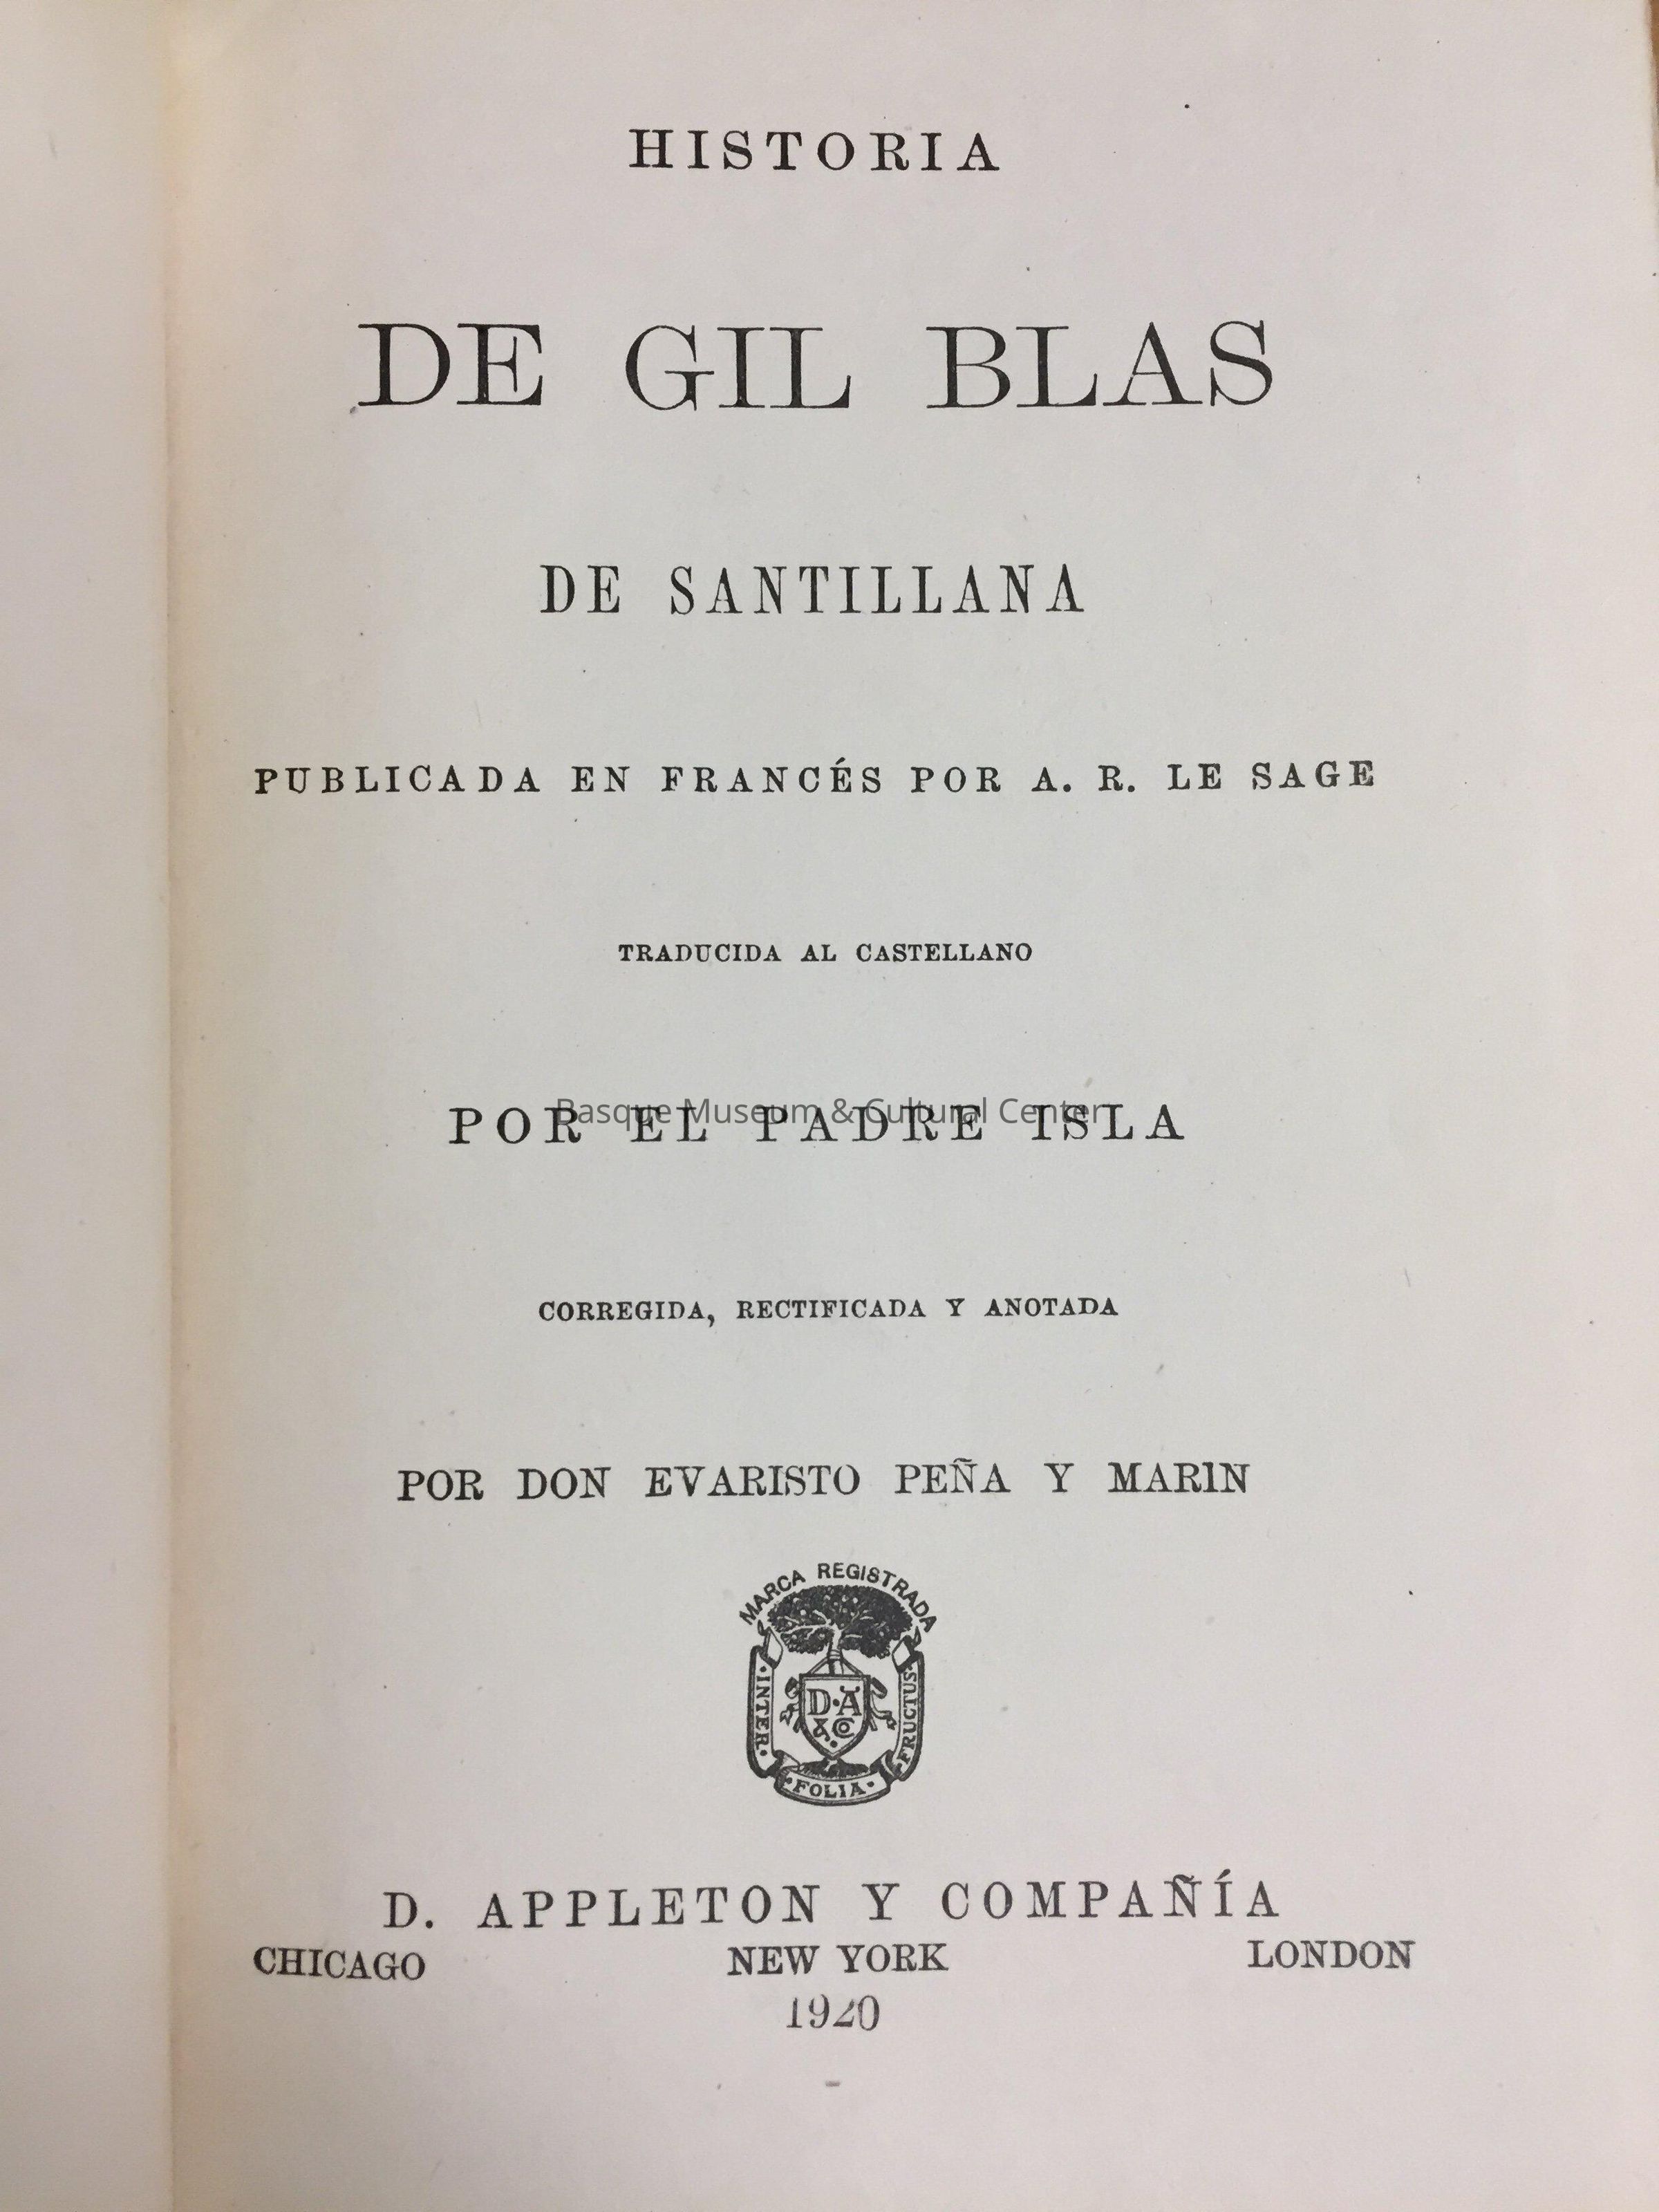 HISTORIA
DE GIL BLAS
DE SANTILLANA
PUBLICADA EN FRANCÉS POR A. R. LE SAGE
TRADUCIDA AL CASTELLANO
POR EL PADRE ISLA
Basque Museum & Cultural Center
CORREGIDA, RECTIFICADA Y ANOTADA
POR DON EVARISTO PEÑA Y MARIN
MARCA REGISTRADA
D·A
& Co
·INTER·
·FOLIA·
·FRUCTUS·
D. APPLETON Y COMPAÑÍA
CHICAGO NEW YORK LONDON
1920